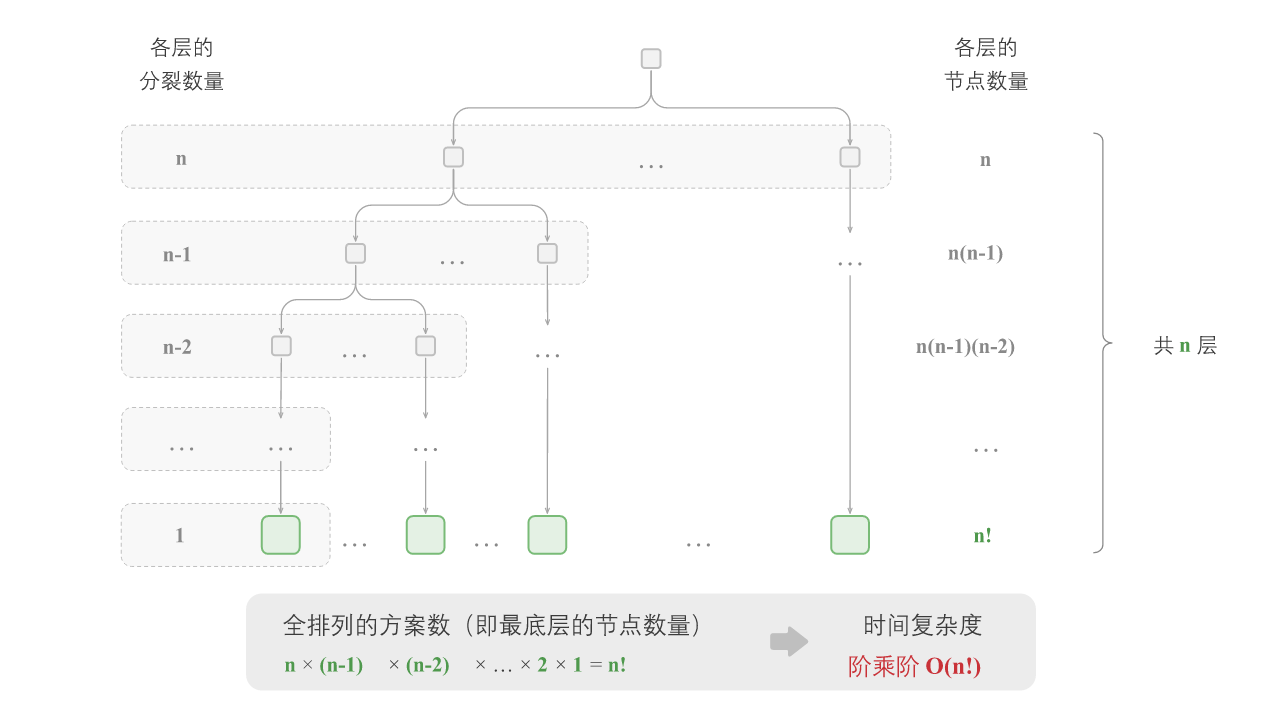 各层的
分裂数量
各层的
节点数量
n
…
n
n-1
…
…
n(n-1)
n-2
…
…
n(n-1)(n-2)
共 n 层
…
…
…
…
1
…
…
…
n!
全排列的方案数（即最底层的节点数量）
n × (n-1) × (n-2) × … × 2 × 1 = n!
时间复杂度
阶乘阶 O(n!)